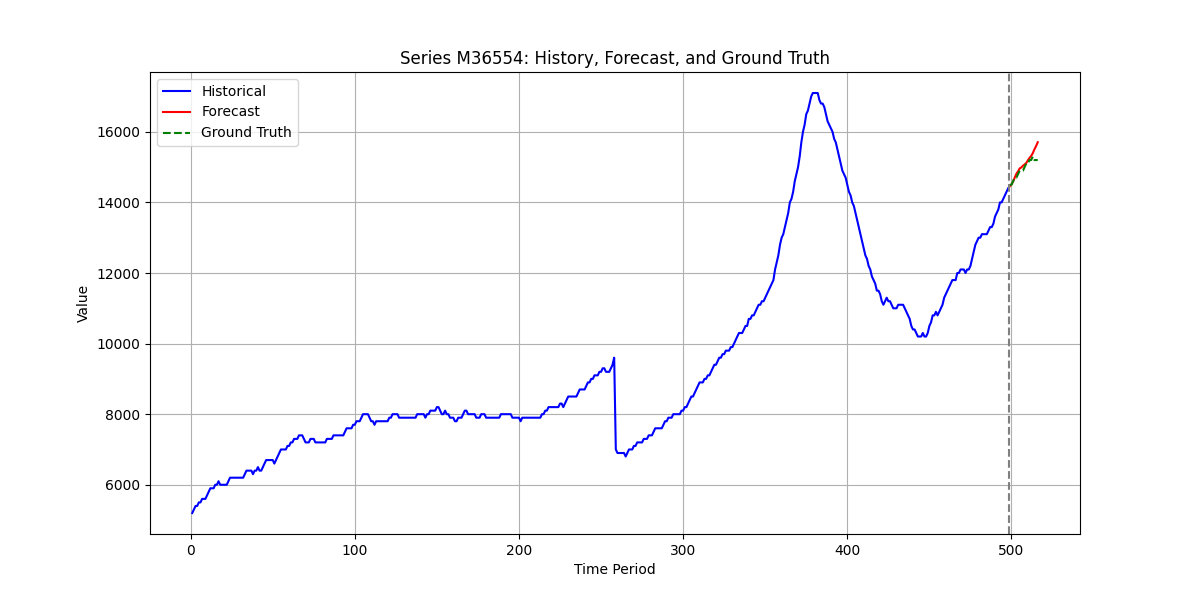 Series M36554: History, Forecast, and Ground Truth
Historical
Forecast
Ground Truth
16000
14000
12000
10000
8000
6000
Value
0
100
200
300
400
500
Time Period